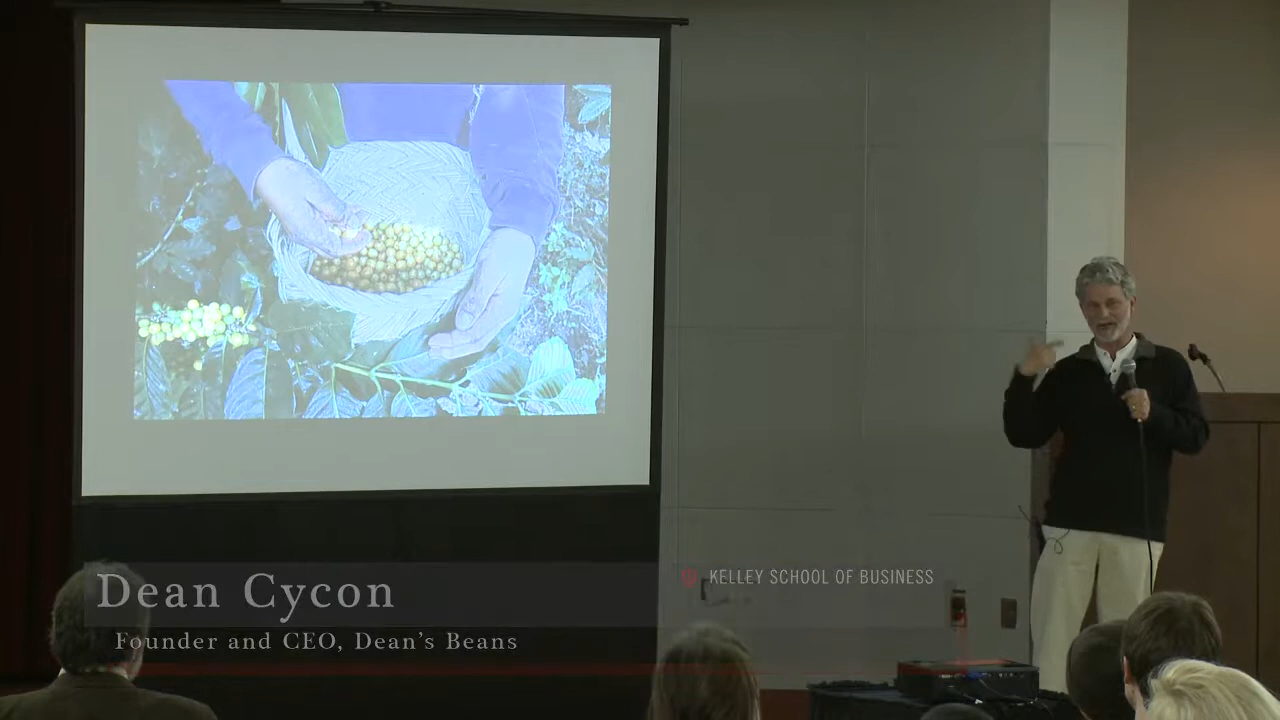 Dean Cycon
Founder and CEO, Dean's Beans
KELLEY SCHOOL OF BUSINESS